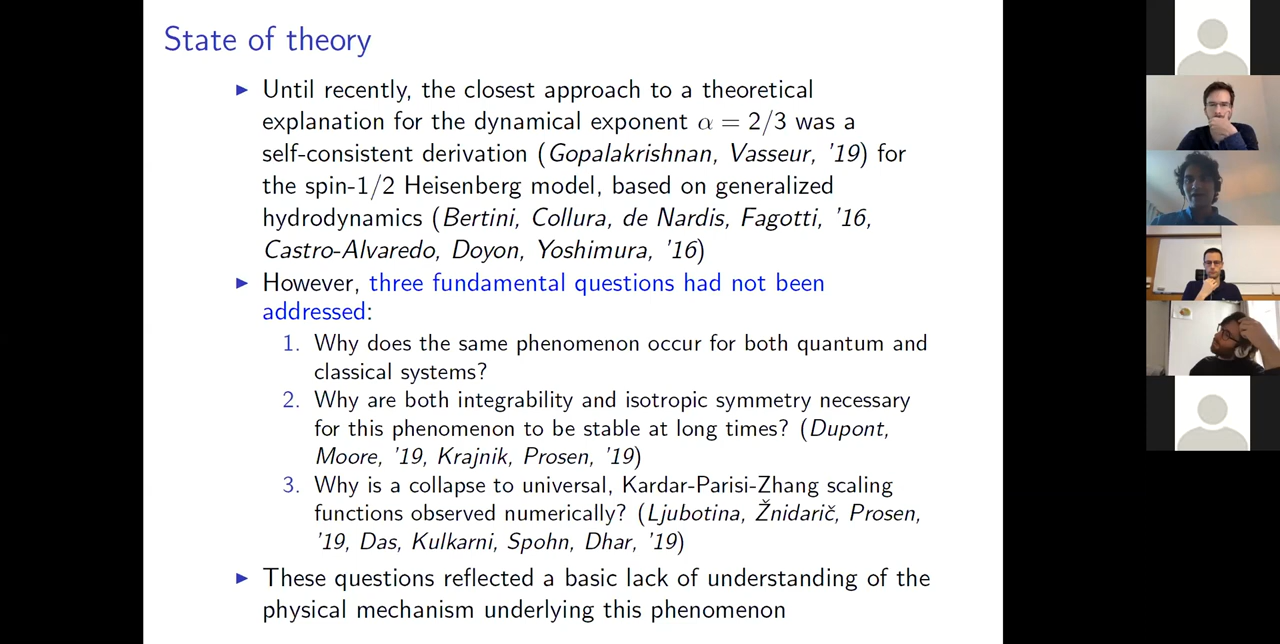 State of theory
▶ Until recently, the closest approach to a theoretical
explanation for the dynamical exponent α = 2/3 was a
self-consistent derivation (Gopalakrishnan, Vasseur, '19) for
the spin-1/2 Heisenberg model, based on generalized
hydrodynamics (Bertini, Collura, de Nardis, Fagotti, '16,
Castro-Alvaredo, Doyon, Yoshimura, '16)
▶ However, three fundamental questions had not been
addressed:
1. Why does the same phenomenon occur for both quantum and
classical systems?
2. Why are both integrability and isotropic symmetry necessary
for this phenomenon to be stable at long times? (Dupont,
Moore, '19, Krajnik, Prosen, '19)
3. Why is a collapse to universal, Kardar-Parisi-Zhang scaling
functions observed numerically? (Ljubotina, Žnidarič, Prosen,
'19, Das, Kulkarni, Spohn, Dhar, '19)
▶ These questions reflected a basic lack of understanding of the
physical mechanism underlying this phenomenon